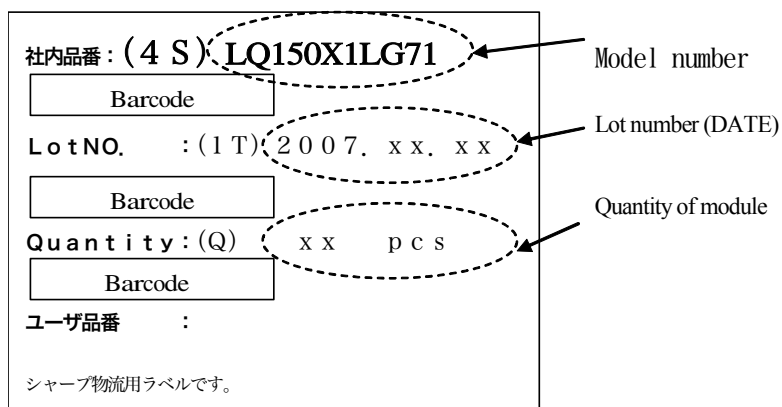 社内品番：(４Ｓ) LQ150X1LG71
Barcode
ＬｏｔＮＯ． ：(１Ｔ) ２００７．ｘｘ．ｘｘ
Barcode
Ｑｕａｎｔｉｔｙ：(Ｑ) ｘｘ ｐｃｓ
Barcode
ユーザ品番 ：
シャープ物流用ラベルです。
Model number
Lot number (DATE)
Quantity of module